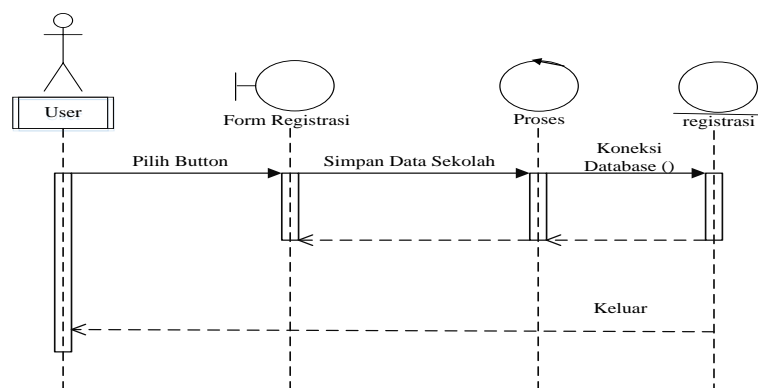 User
Form Registrasi
Proses
registrasi
Pilih Button
Simpan Data Sekolah
Koneksi
Database ()
Keluar